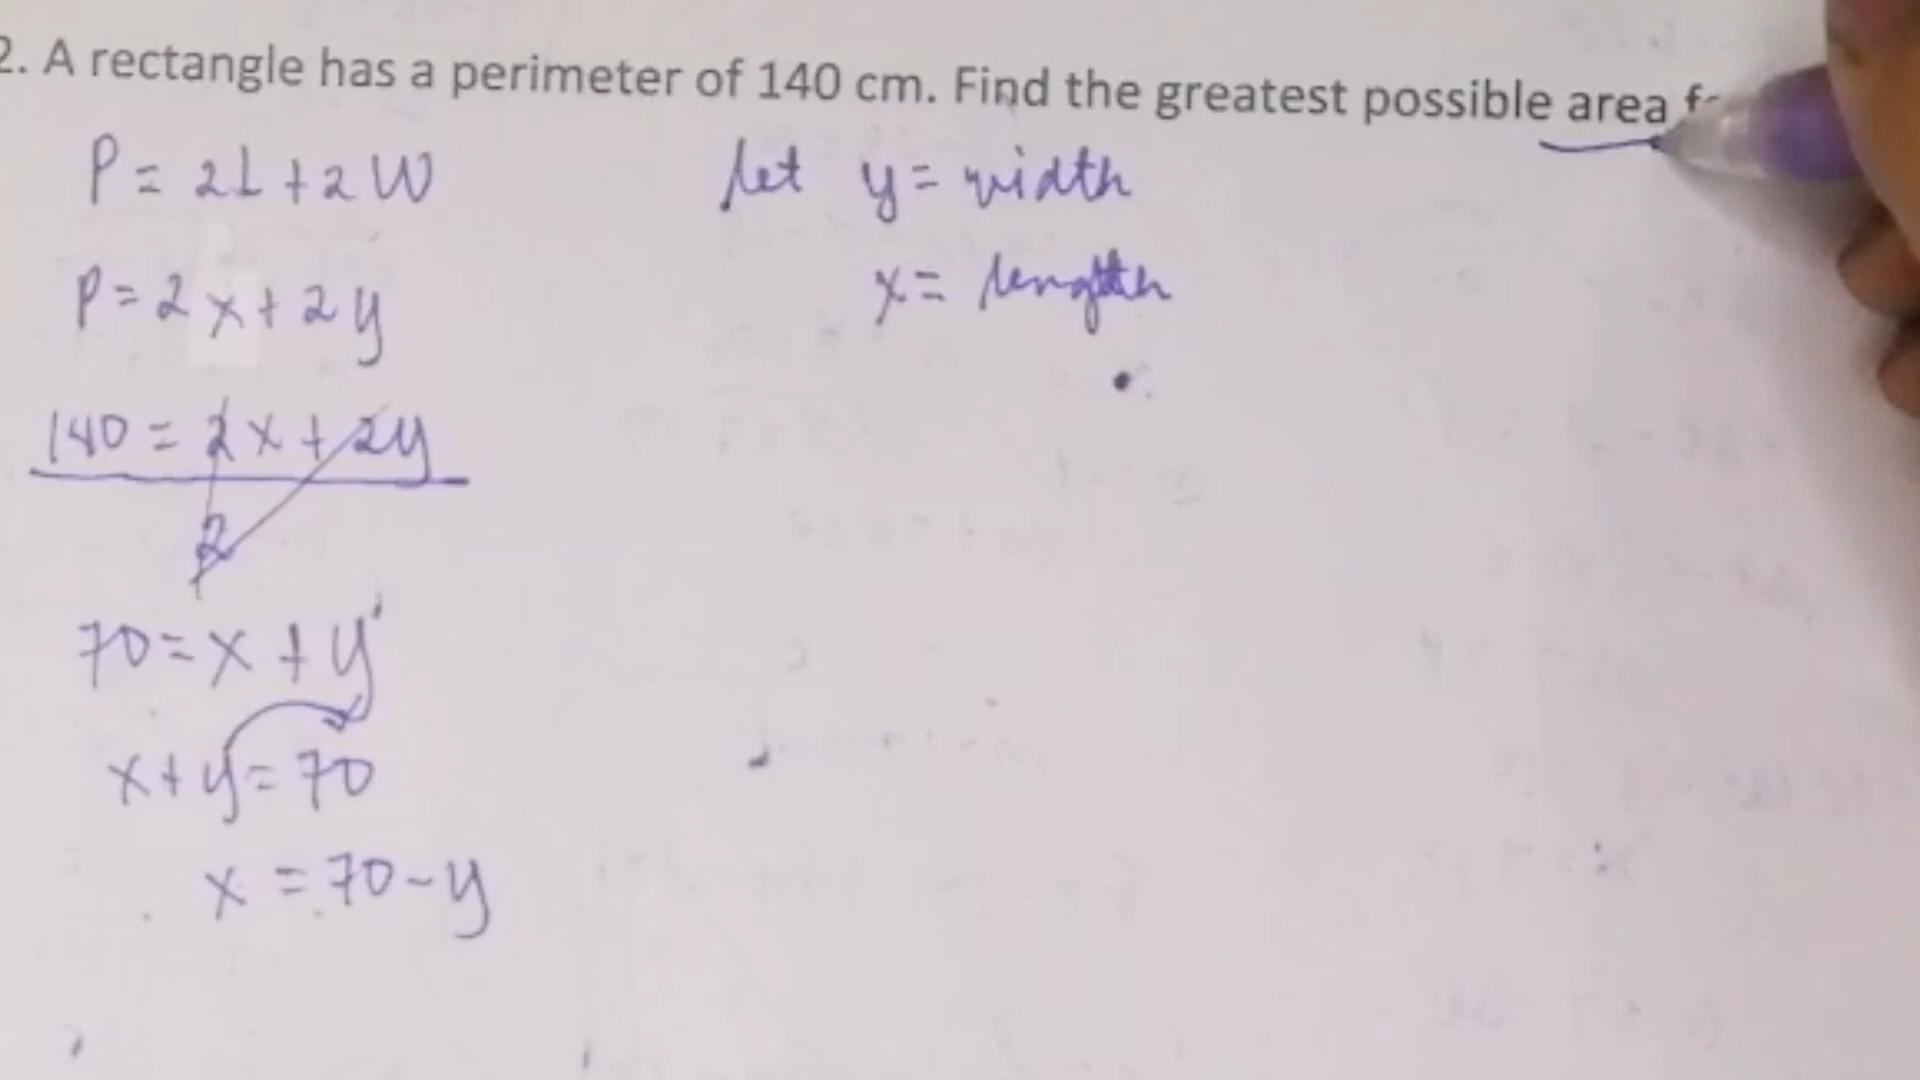 2. A rectangle has a perimeter of 140 cm. Find the greatest possible area
P = 2L + 2W
let y = width
P = 2x + 2y
x = length
140 = 2x + 2y
2
70 = x + y
x + y = 70
x = 70 - y